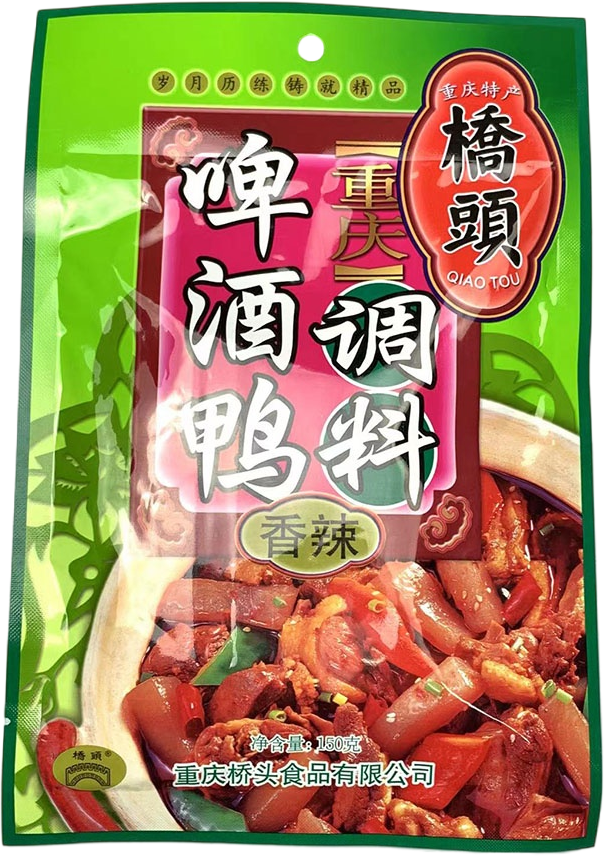 岁月历练铸就精品
重庆特产
橋頭
QIAO TOU
重庆
啤酒鸭
调料
香辣
橋頭®
净含量:150克
重庆桥头食品有限公司